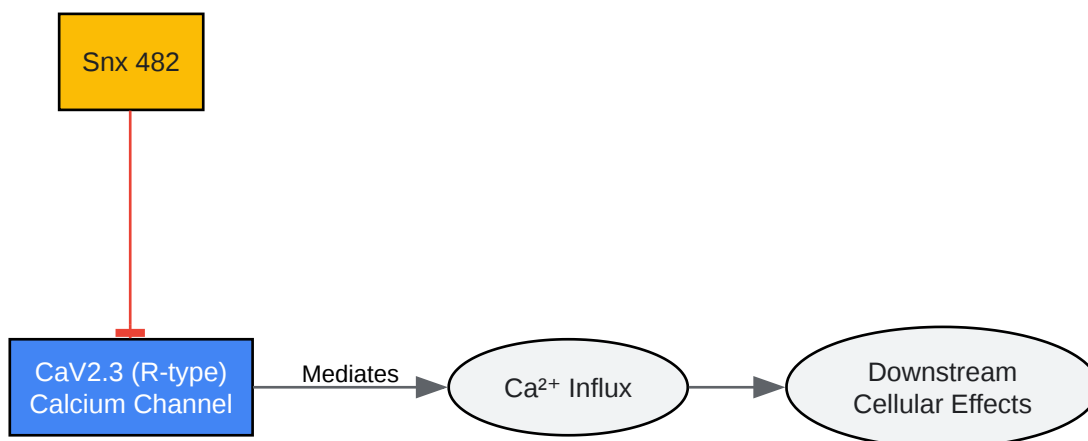 Snx 482
CaV2.3 (R-type)
Calcium Channel
Mediates
Ca²⁺ Influx
Downstream
Cellular Effects